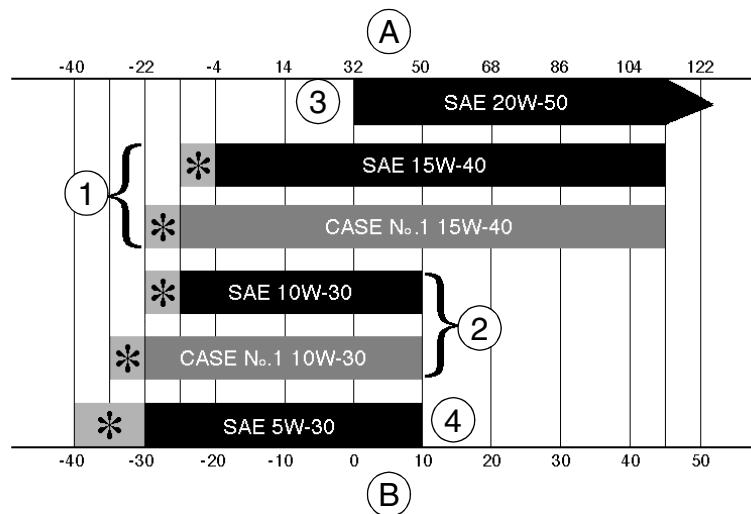 A
-40 -22 -4 14 32 50 68 86 104 122
3 SAE 20W-50
* SAE 15W-40
1
* CASE No.1 15W-40
* SAE 10W-30
2
* CASE No.1 10W-30
* SAE 5W-30 4
-40 -30 -20 -10 0 10 20 30 40 50
B